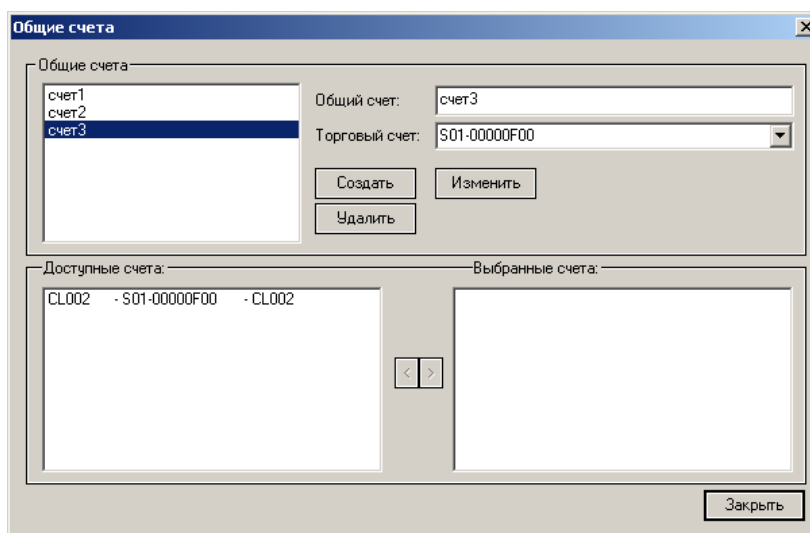 Общие счета
Общие счета
счет1
счет2
счет3
Общий счет: счет3
Торговый счет: S01-00000F00
Создать Изменить
Удалить
Доступные счета: Выбранные счета:
CL002 - S01-00000F00 - CL002
< >
Закрыть